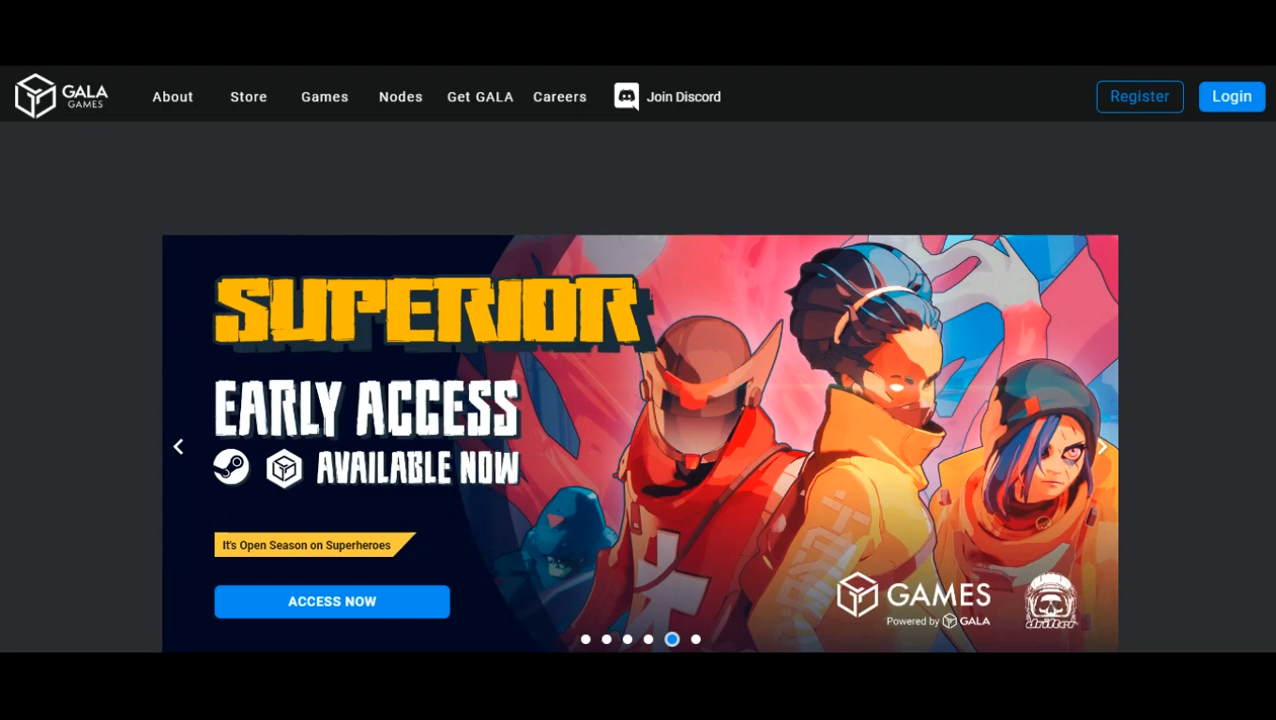 GALA
GAMES
About
Store
Games
Nodes
Get GALA
Careers
Join Discord
Register
Login
SUPERIOR
EARLY ACCESS
AVAILABLE NOW
It's Open Season on Superheroes
ACCESS NOW
GAMES
Powered by GALA
drifter